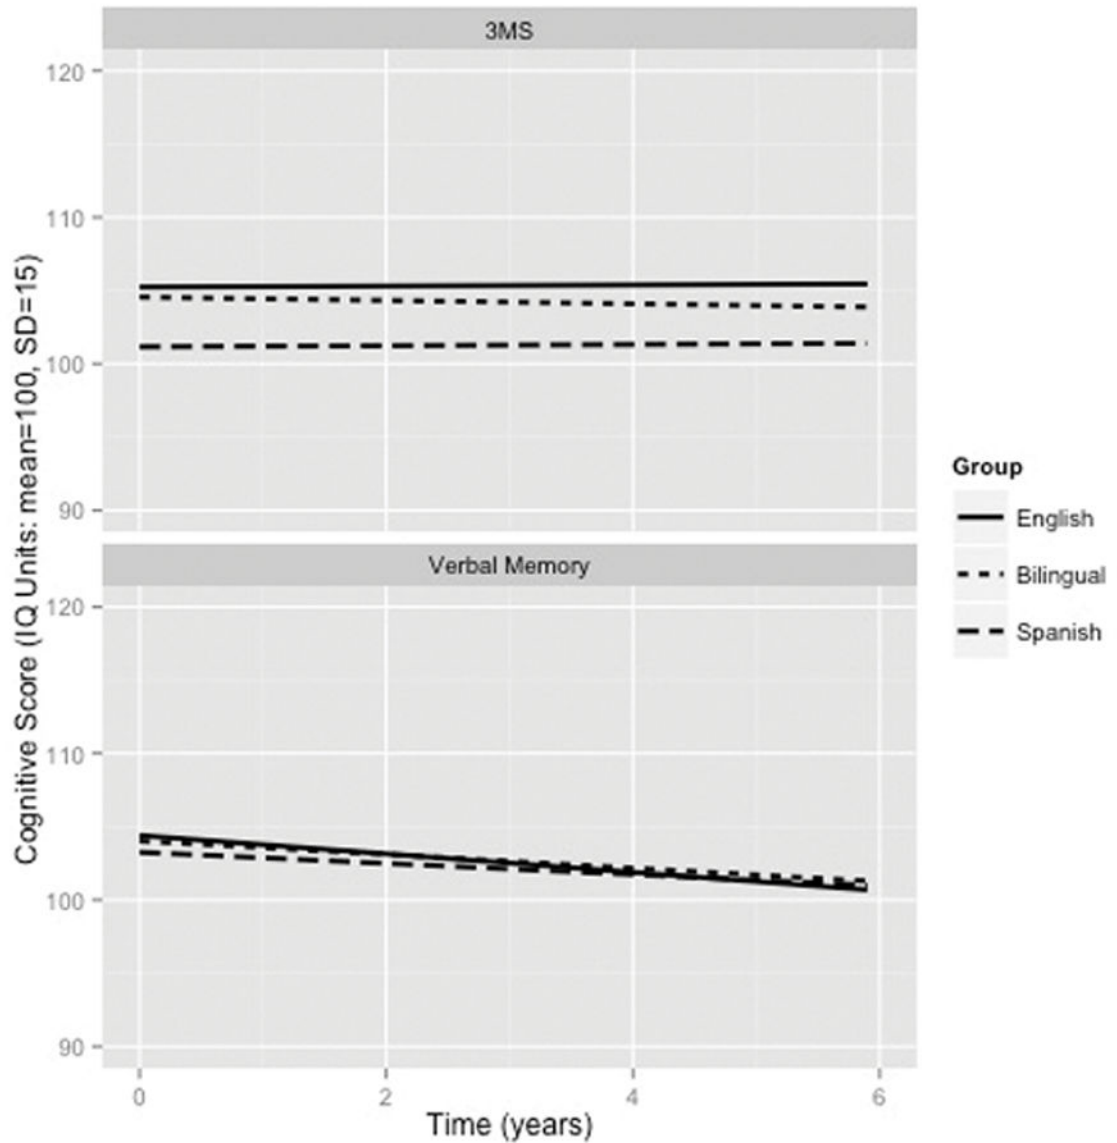 3MS
120
110
100
90
Verbal Memory
120
110
100
90
0 2 4 6
Time (years)
Cognitive Score (IQ Units: mean=100, SD=15)
Group
English
Bilingual
Spanish